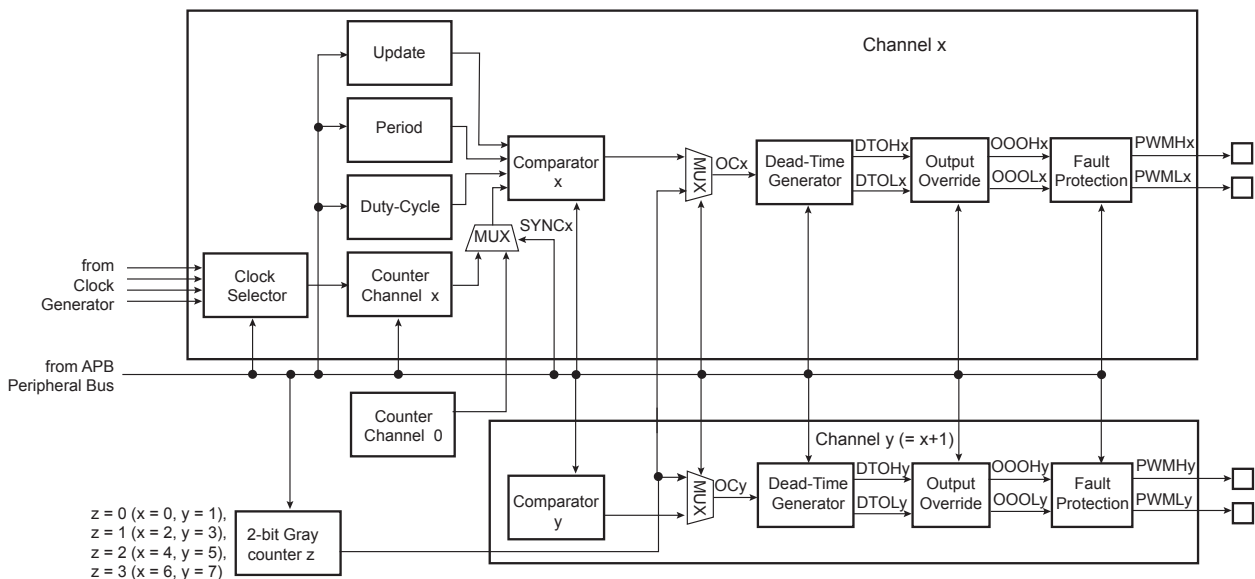 Channel x
Update
Period
Duty-Cycle
Comparator
x
MUX
SYNCx
MUX
OCx
Dead-Time
Generator
DTOHx
DTOLx
Output
Override
OOOHx
OOOLx
Fault
Protection
PWMHx
PWMLx
from
Clock
Generator
Clock
Selector
Counter
Channel x
from APB
Peripheral Bus
Counter
Channel 0
Channel y (= x+1)
Comparator
y
MUX
OCy
Dead-Time
Generator
DTOHy
DTOLy
Output
Override
OOOHy
OOOLy
Fault
Protection
PWMHy
PWMLy
z = 0 (x = 0, y = 1),
z = 1 (x = 2, y = 3),
z = 2 (x = 4, y = 5),
z = 3 (x = 6, y = 7)
2-bit Gray
counter z